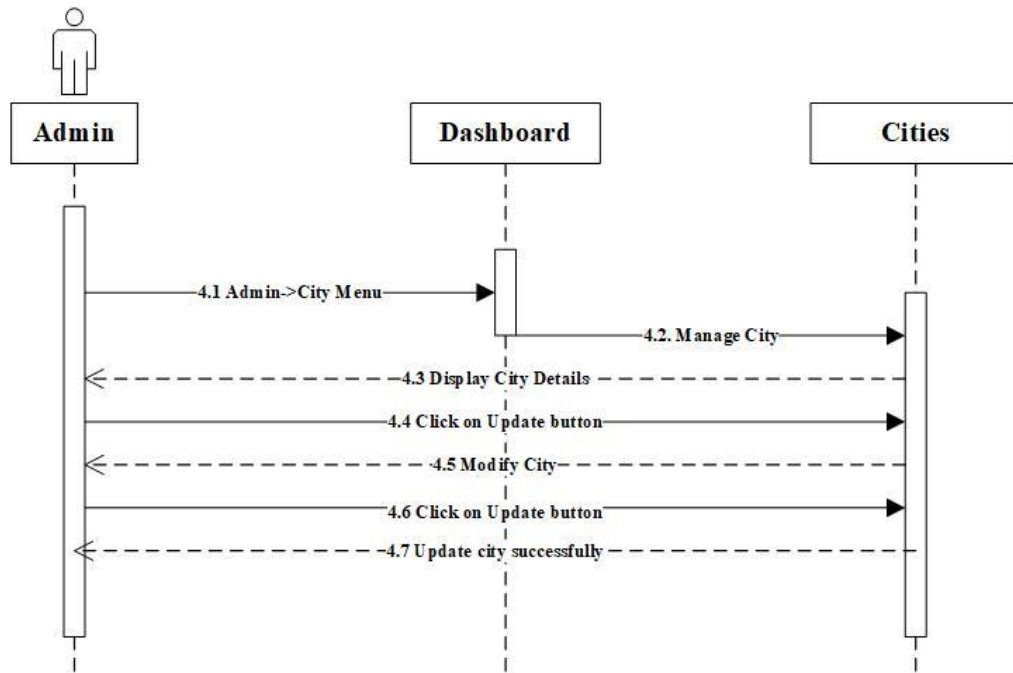 Admin
Dashboard
Cities
4.1 Admin->City Menu
4.2. Manage City
4.3 Display City Details
4.4 Click on Update button
4.5 Modify City
4.6 Click on Update button
4.7 Update city successfully